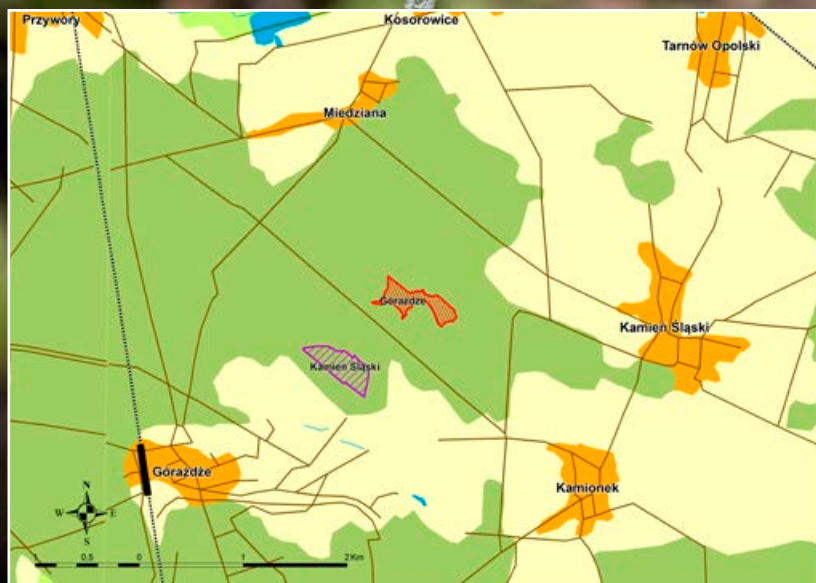 Przywory
Kosorowice
Tarnów Opolski
Miedziana
Górażdże
Kamień Śląski
Kamień Śląski
Górażdże
Kamionek
N
W E
S
1 0.5 0 1 2 Km